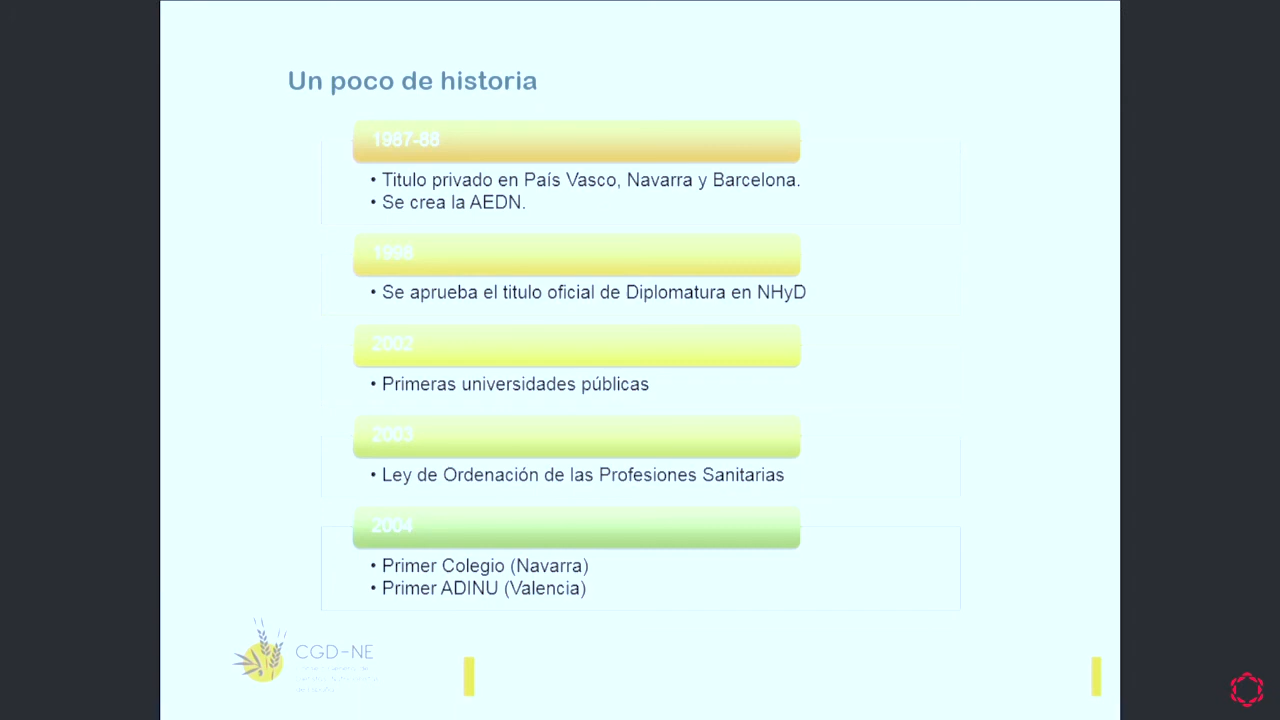 Un poco de historia
1987-88
• Titulo privado en País Vasco, Navarra y Barcelona.
• Se crea la AEDN.
1998
• Se aprueba el titulo oficial de Diplomatura en NHyD
2002
• Primeras universidades públicas
2003
• Ley de Ordenación de las Profesiones Sanitarias
2004
• Primer Colegio (Navarra)
• Primer ADINU (Valencia)
CGD-NE